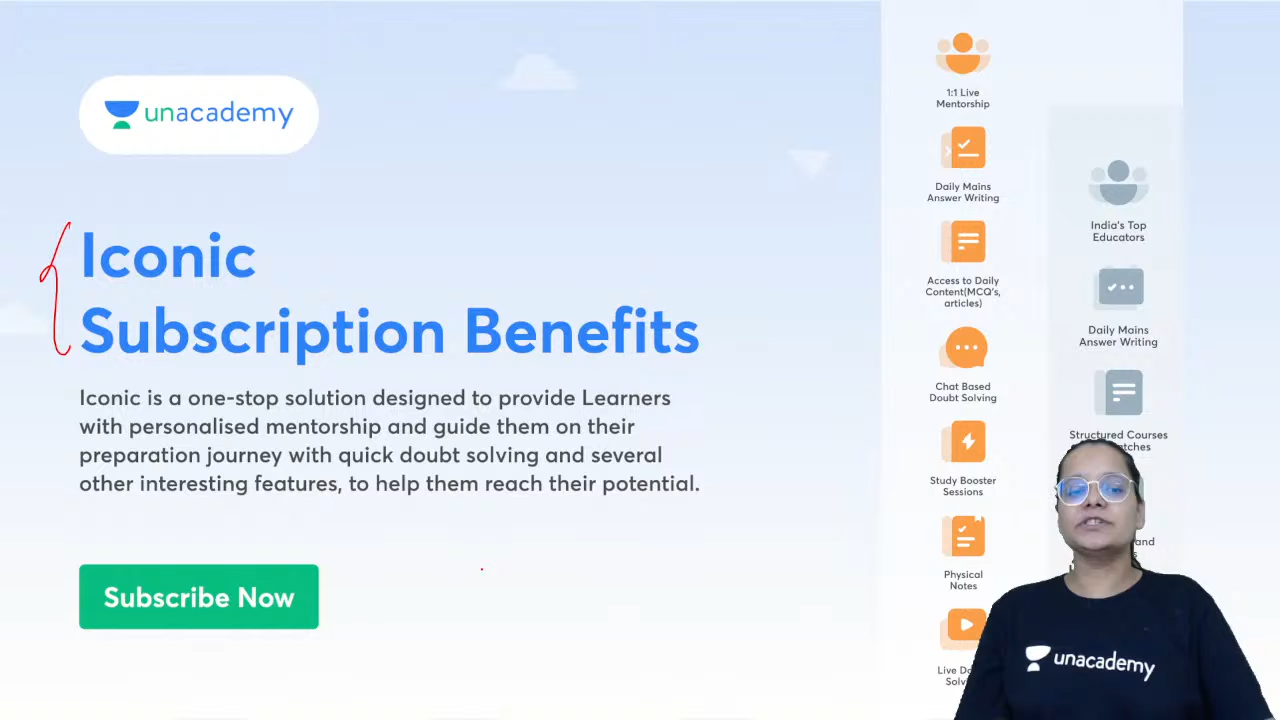 unacademy
Iconic
Subscription Benefits
Iconic is a one-stop solution designed to provide Learners
with personalised mentorship and guide them on their
preparation journey with quick doubt solving and several
other interesting features, to help them reach their potential.
Subscribe Now
1:1 Live
Mentorship
Daily Mains
Answer Writing
Access to Daily
Content(MCQ's,
articles)
Chat Based
Doubt Solving
Study Booster
Sessions
Physical
Notes
Live
India's Top
Educators
Daily Mains
Answer Writing
Structured Courses
and
unacademy